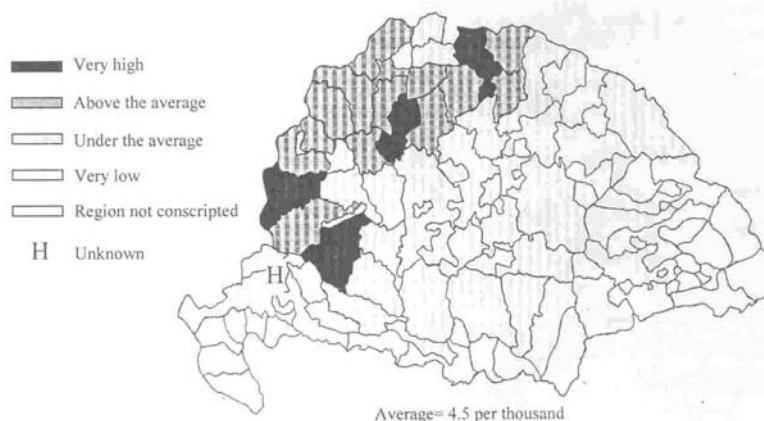 Very high
Above the average
Under the average
Very low
Region not conscripted
H Unknown
H
Average= 4.5 per thousand